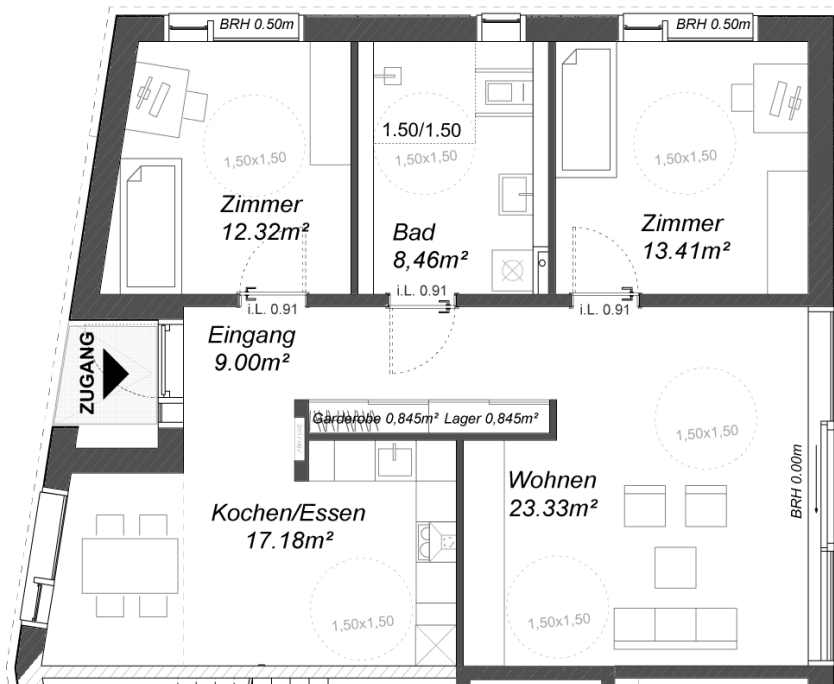 BRH 0.50m
BRH 0.50m
1,50x1,50
1.50/1.50
1,50x1,50
1,50x1,50
Zimmer
12.32m²
Bad
8,46m²
Zimmer
13.41m²
i.L. 0.91
i.L. 0.91
i.L. 0.91
ZUGANG
Eingang
9.00m²
Garderobe 0,845m² Lager 0,845m²
1,50x1,50
BRH 0.00m
Kochen/Essen
17.18m²
Wohnen
23.33m²
1,50x1,50
1,50x1,50